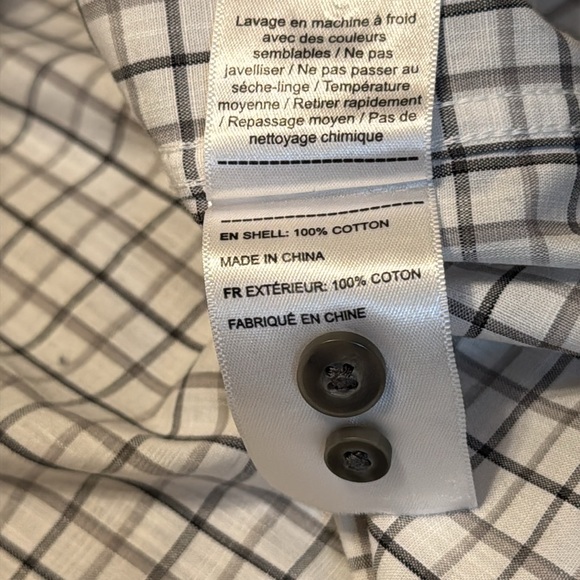 Lavage en machine à froid
avec des couleurs
semblables / Ne pas
javelliser / Ne pas passer au
séche-linge / Température
moyenne / Retirer rapidement
/ Repassage moyen / Pas de
nettoyage chimique
EN SHELL: 100% COTTON
MADE IN CHINA
FR EXTÉRIEUR: 100% COTON
FABRIQUÉ EN CHINE